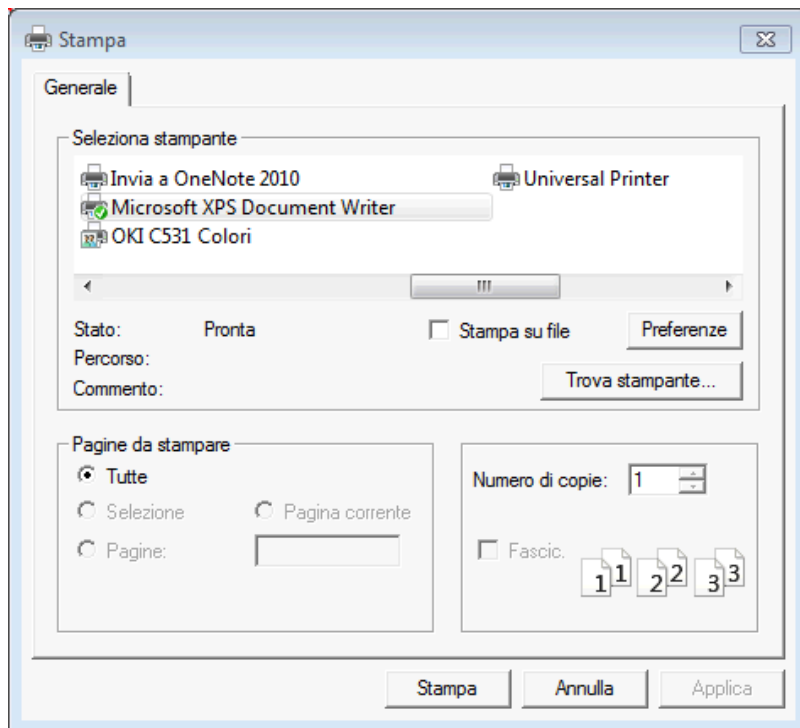 Stampa
Generale
Seleziona stampante
Invia a OneNote 2010 Universal Printer
Microsoft XPS Document Writer
OKI C531 Colori
Stato: Pronta Stampa su file Preferenze
Percorso:
Commento: Trova stampante...
Pagine da stampare
Tutte
Selezione Pagina corrente
Pagine:
Numero di copie: 1
Fascic. 1 1 2 2 3 3
Stampa Annulla Applica